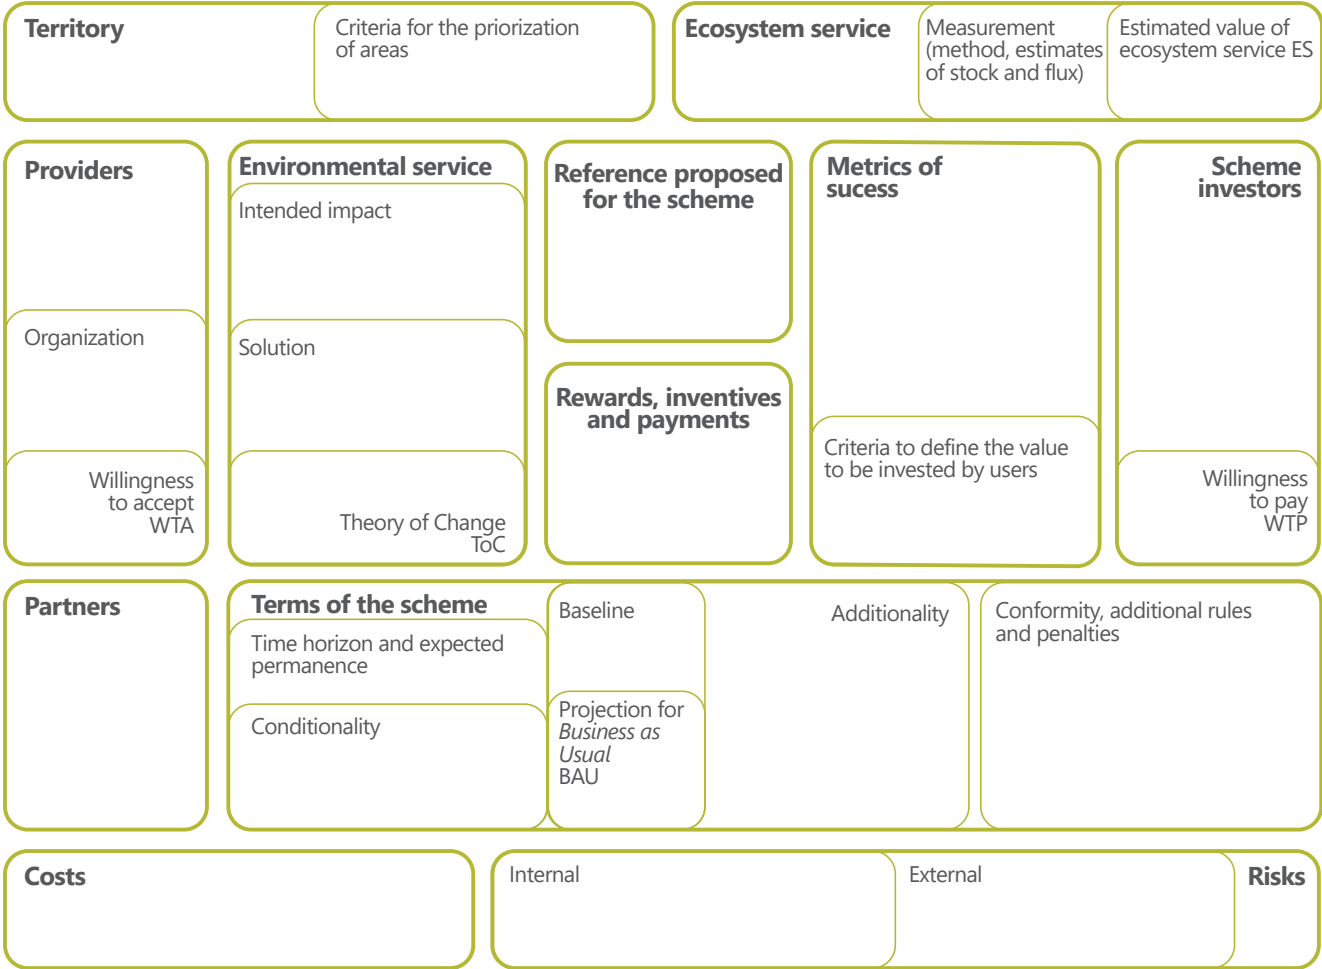 Territory
Criteria for the priorization
of areas
Ecosystem service
Measurement
(method, estimates
of stock and flux)
Estimated value of
ecosystem service ES
Providers
Organization
Willingness
to accept
WTA
Environmental service
Intended impact
Solution
Theory of Change
ToC
Reference proposed
for the scheme
Rewards, inventives
and payments
Metrics of
sucess
Criteria to define the value
to be invested by users
Scheme
investors
Willingness
to pay
WTP
Partners
Terms of the scheme
Time horizon and expected
permanence
Conditionality
Baseline
Projection for
Business as
Usual
BAU
Additionality
Conformity, additional rules
and penalties
Costs
Internal
External
Risks